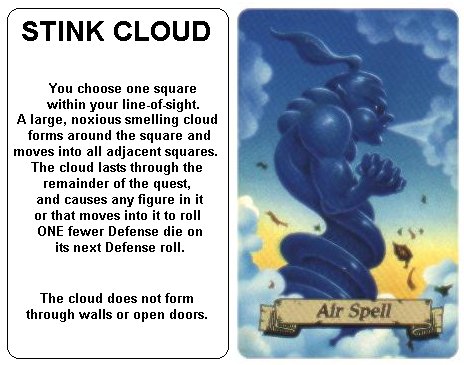 STINK CLOUD
You choose one square
within your line-of-sight.
A large, noxious smelling cloud
forms around the square and
moves into all adjacent squares.
The cloud lasts through the
remainder of the quest,
and causes any figure in it
or that moves into it to roll
ONE fewer Defense die on
its next Defense roll.
The cloud does not form
through walls or open doors.
Air Spell